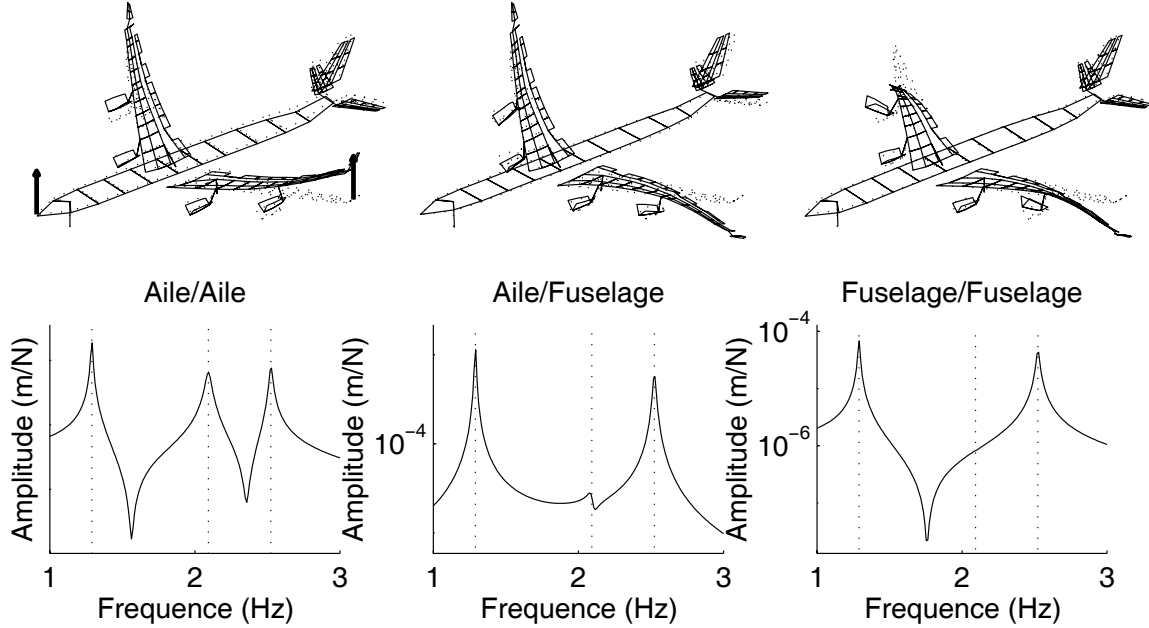 Aile/Aile
Aile/Fuselage
Fuselage/Fuselage
Amplitude (m/N)
1
2
3
Frequence (Hz)
Amplitude (m/N)
10^-4
1
2
3
Frequence (Hz)
Amplitude (m/N)
10^-4
10^-6
1
2
3
Frequence (Hz)